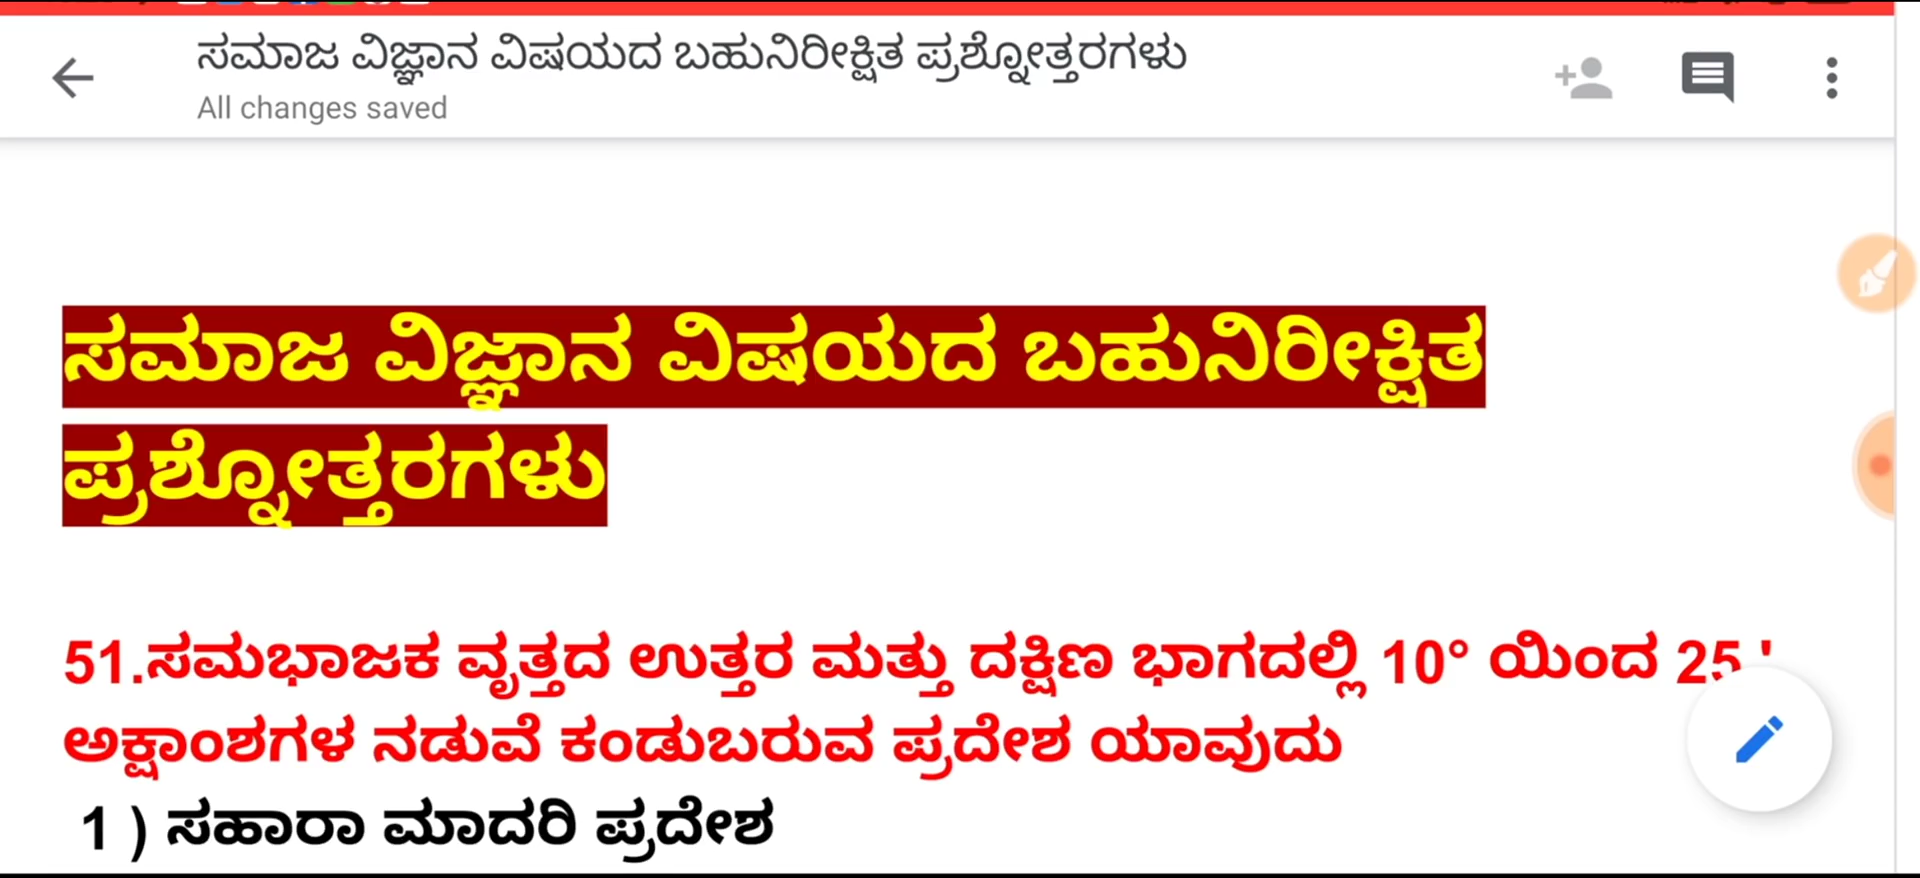 ಸಮಾಜ ವಿಜ್ಞಾನ ವಿಷಯದ ಬಹುನಿರೀಕ್ಷಿತ ಪ್ರಶ್ನೋತ್ತರಗಳು
All changes saved
ಸಮಾಜ ವಿಜ್ಞಾನ ವಿಷಯದ ಬಹುನಿರೀಕ್ಷಿತ
ಪ್ರಶ್ನೋತ್ತರಗಳು
51.ಸಮಭಾಜಕ ವೃತ್ತದ ಉತ್ತರ ಮತ್ತು ದಕ್ಷಿಣ ಭಾಗದಲ್ಲಿ 10° ಯಿಂದ 25 '
ಅಕ್ಷಾಂಶಗಳ ನಡುವೆ ಕಂಡುಬರುವ ಪ್ರದೇಶ ಯಾವುದು
1 ) ಸಹಾರಾ ಮಾದರಿ ಪ್ರದೇಶ